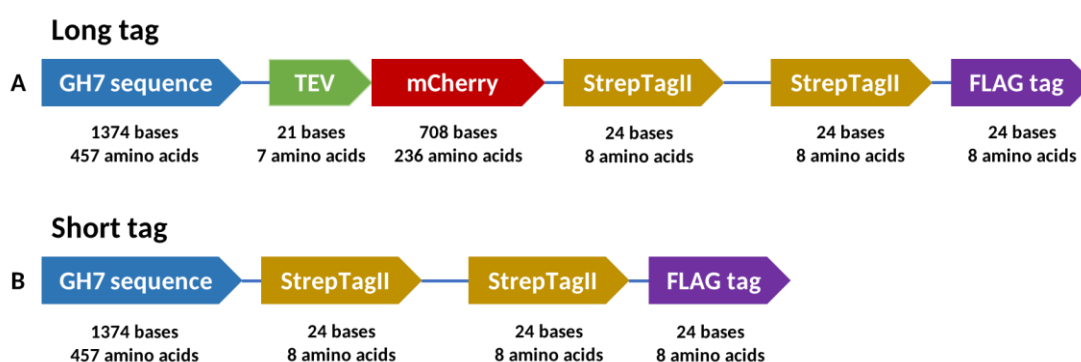 Long tag
A GH7 sequence TEV mCherry StrepTagII StrepTagII FLAG tag
1374 bases 21 bases 708 bases 24 bases 24 bases 24 bases
457 amino acids 7 amino acids 236 amino acids 8 amino acids 8 amino acids 8 amino acids
Short tag
B GH7 sequence StrepTagII StrepTagII FLAG tag
1374 bases 24 bases 24 bases 24 bases
457 amino acids 8 amino acids 8 amino acids 8 amino acids